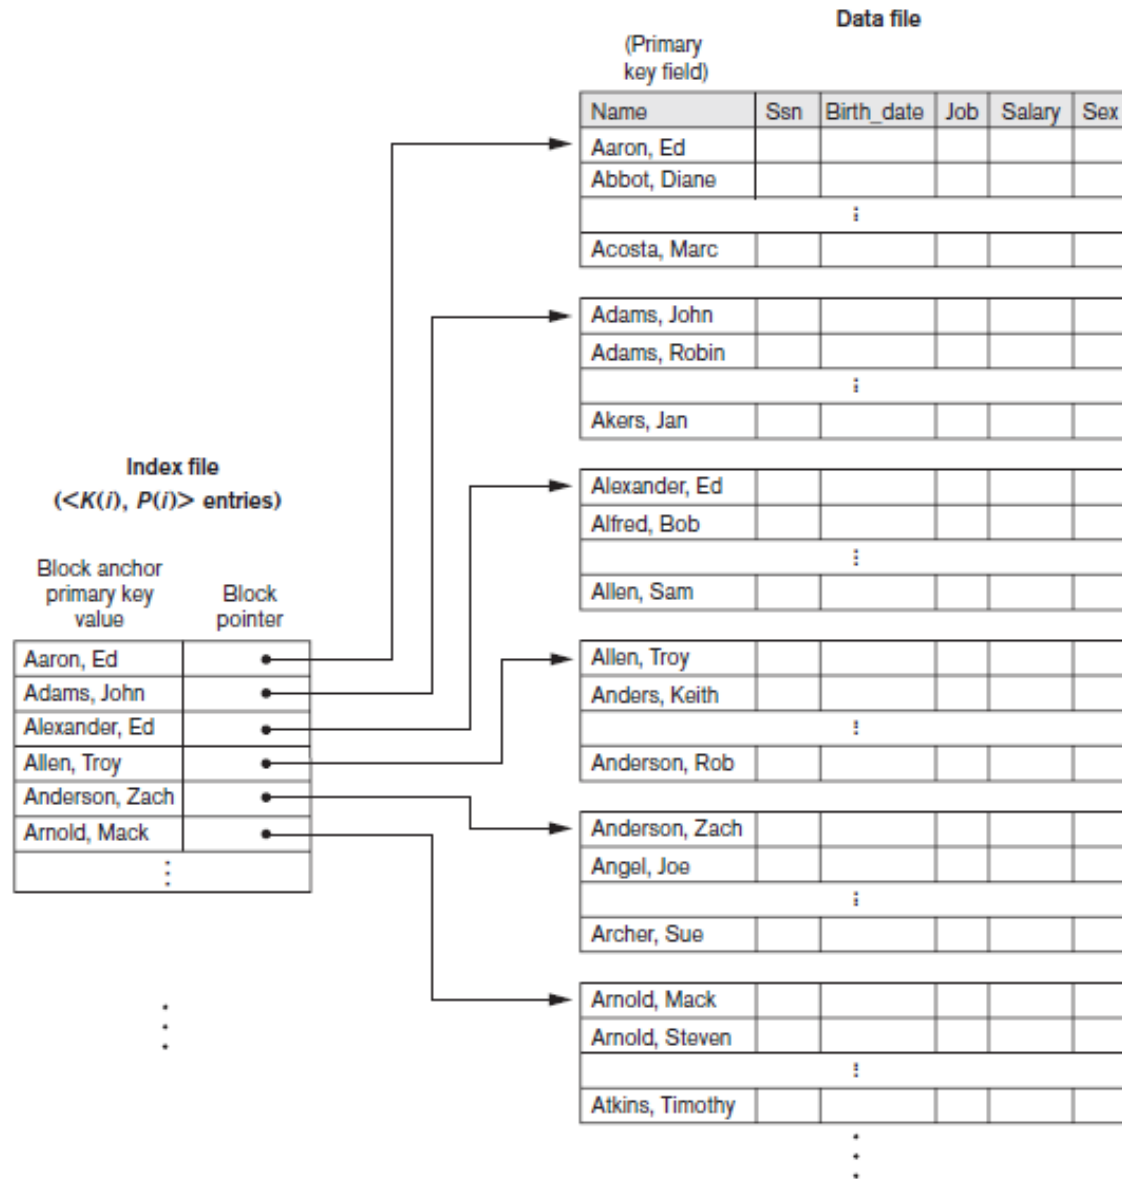 Data file
(Primary
key field)
Name Ssn Birth_date Job Salary Sex
Aaron, Ed
Abbot, Diane
⋮
Acosta, Marc
Adams, John
Adams, Robin
⋮
Akers, Jan
Alexander, Ed
Alfred, Bob
⋮
Allen, Sam
Allen, Troy
Anders, Keith
⋮
Anderson, Rob
Anderson, Zach
Angel, Joe
⋮
Archer, Sue
Arnold, Mack
Arnold, Steven
⋮
Atkins, Timothy
⋮
Index file
(<K(i), P(i)> entries)
Block anchor
primary key
value
Block
pointer
Aaron, Ed
Adams, John
Alexander, Ed
Allen, Troy
Anderson, Zach
Arnold, Mack
⋮
⋮